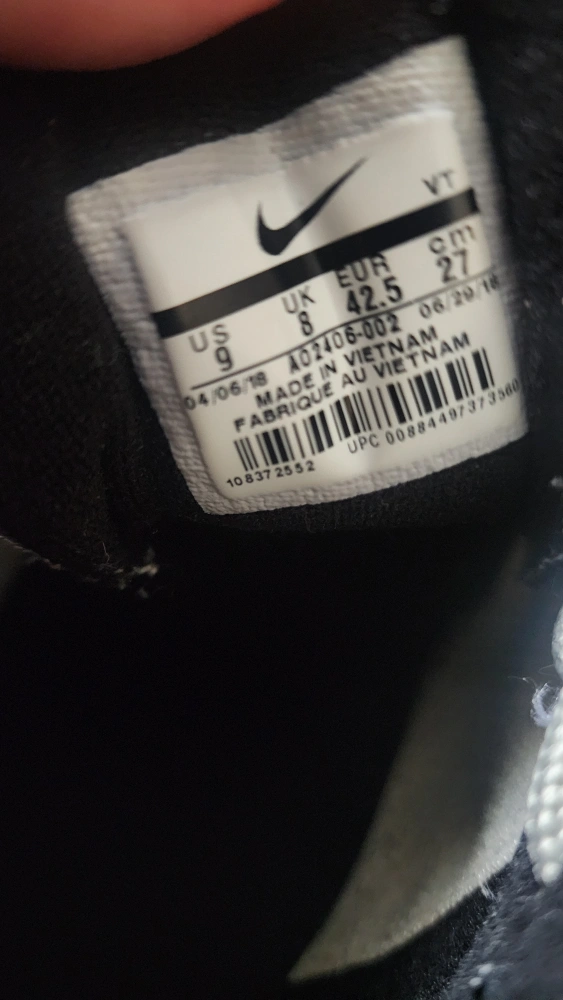 VT
US UK EUR cm
9 8 42.5 27
04/06/18 AO2406-002 06/29/18
MADE IN VIETNAM
FABRIQUE AU VIETNAM
108372552 UPC 00884497373560